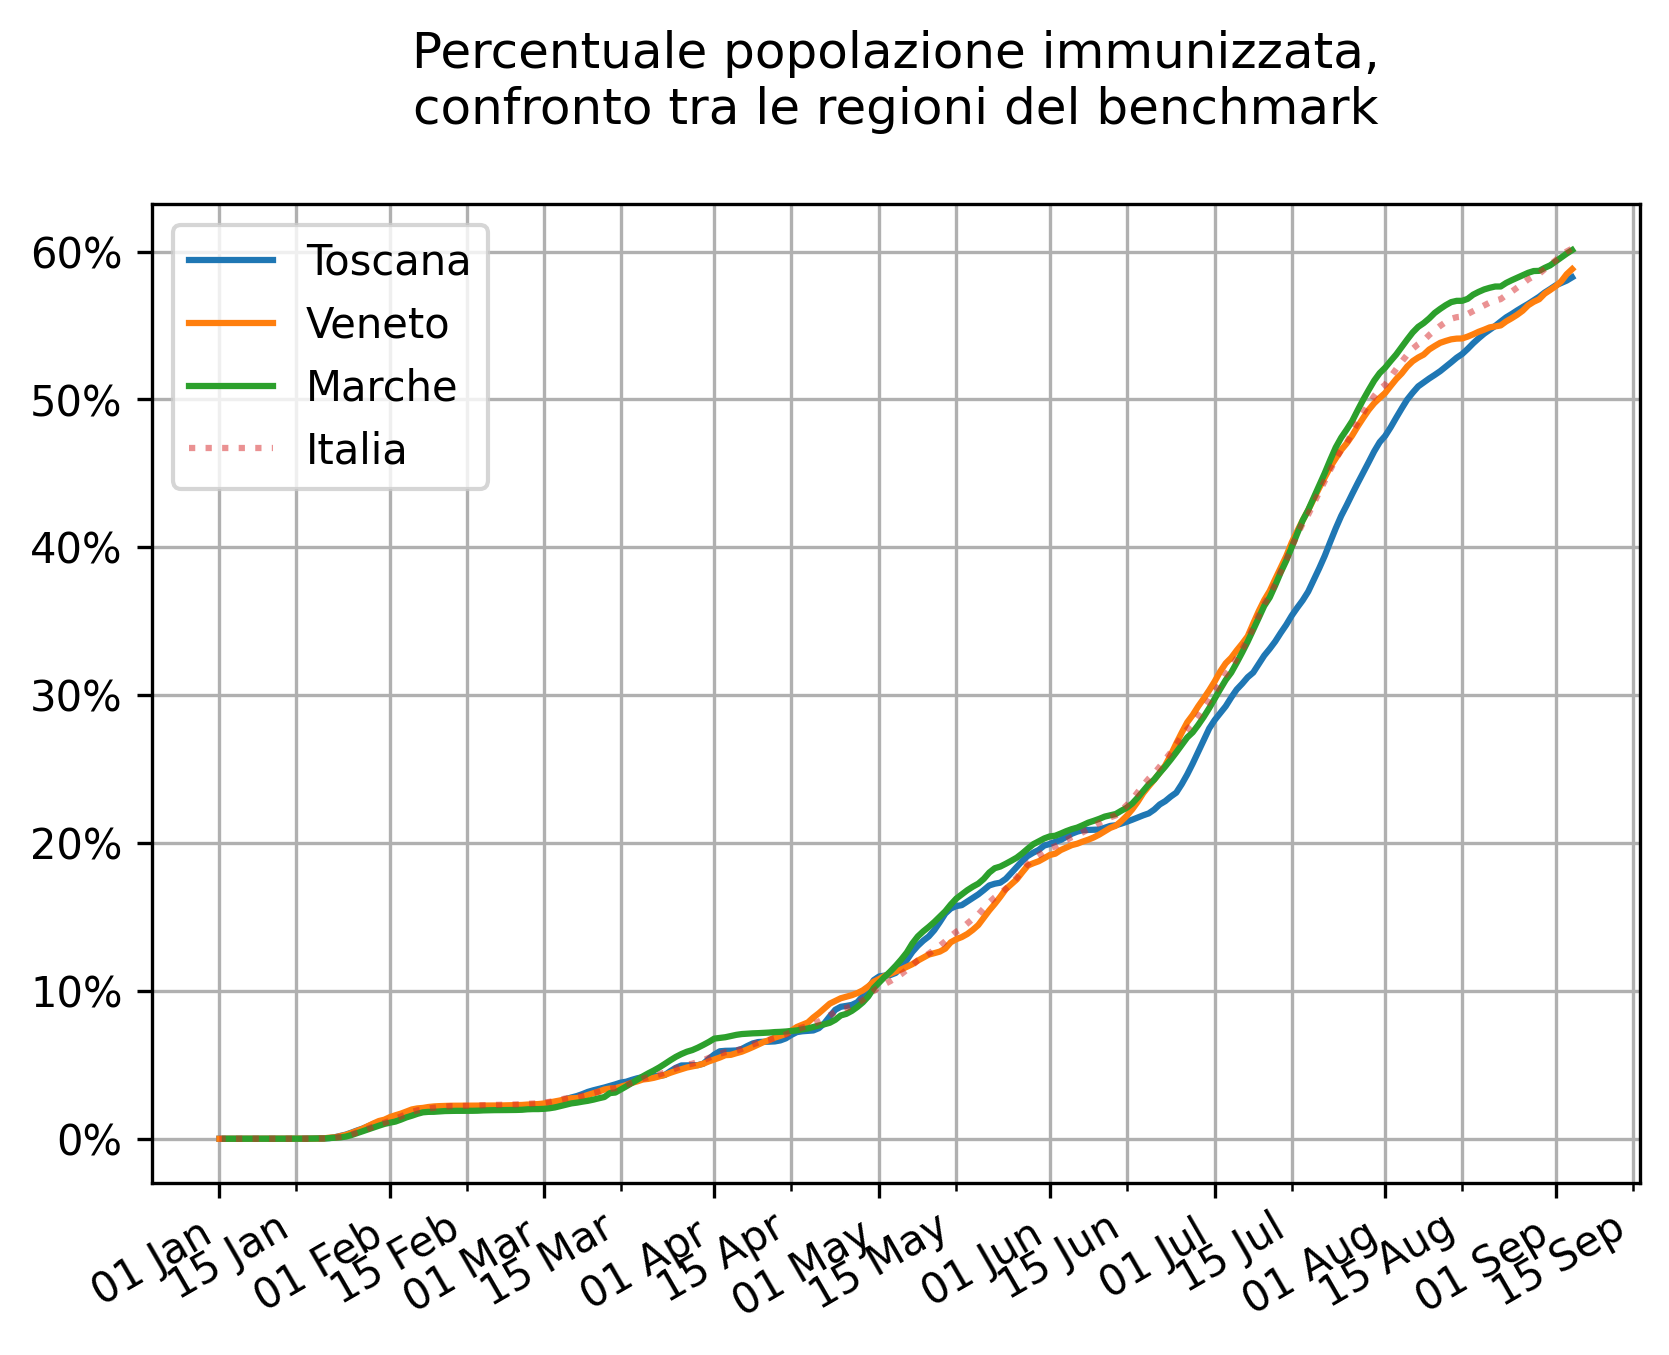 Percentuale popolazione immunizzata,
confronto tra le regioni del benchmark
60%
50%
40%
30%
20%
10%
0%
Toscana
Veneto
Marche
Italia
01 Jan
15 Jan
01 Feb
15 Feb
01 Mar
15 Mar
01 Apr
15 Apr
01 May
15 May
01 Jun
15 Jun
01 Jul
15 Jul
01 Aug
15 Aug
01 Sep
15 Sep